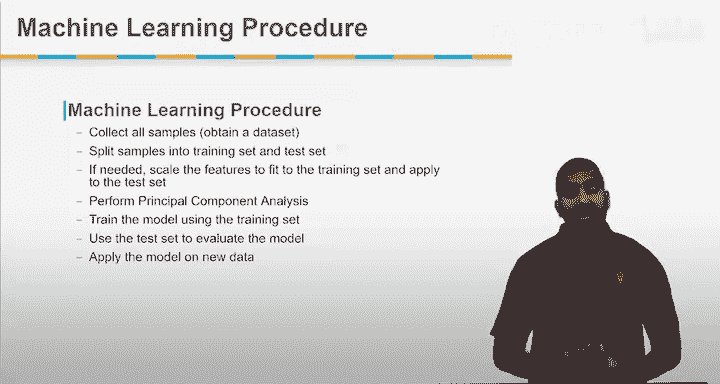 Machine Learning Procedure
Machine Learning Procedure
– Collect all samples (obtain a dataset)
– Split samples into training set and test set
– If needed, scale the features to fit to the training set and apply
to the test set
– Perform Principal Component Analysis
– Train the model using the training set
– Use the test set to evaluate the model
– Apply the model on new data